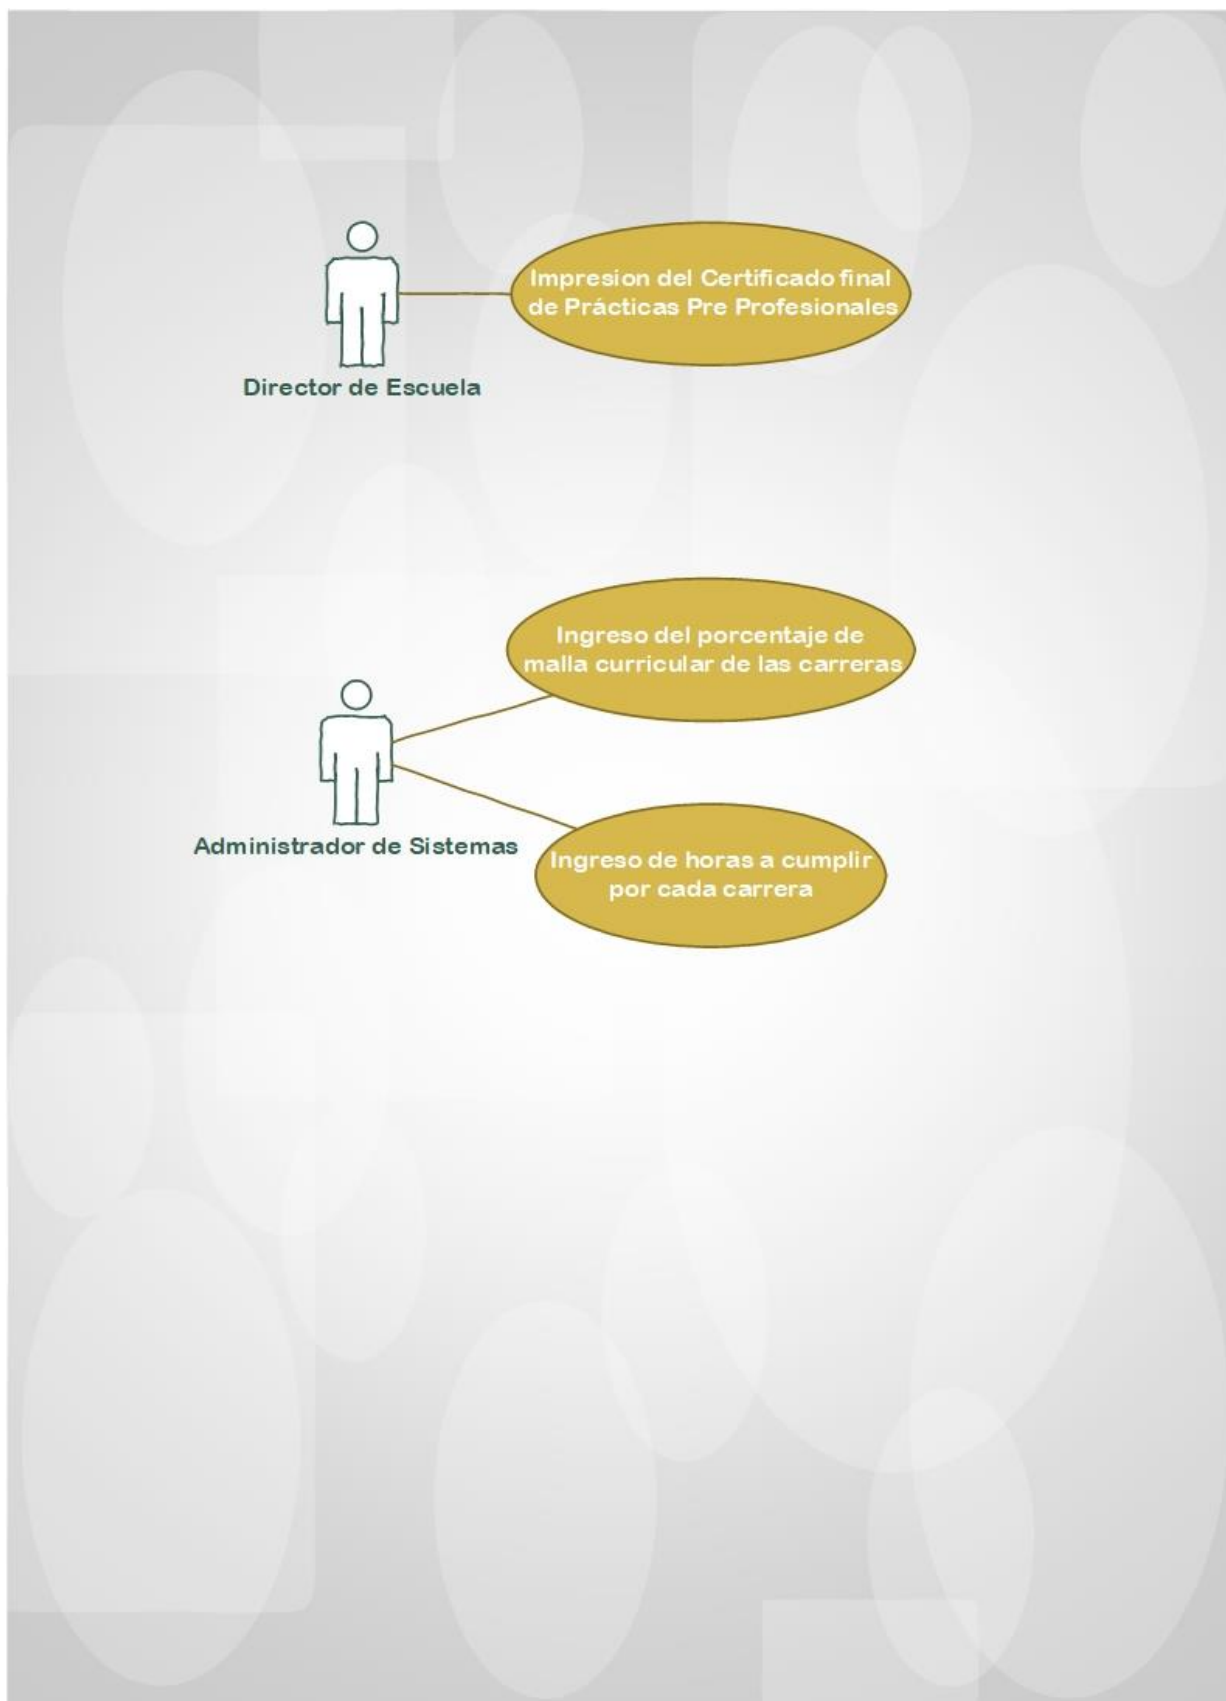 Impresion del Certificado final
de Prácticas Pre Profesionales
Director de Escuela
Ingreso del porcentaje de
malla curricular de las carreras
Administrador de Sistemas
Ingreso de horas a cumplir
por cada carrera